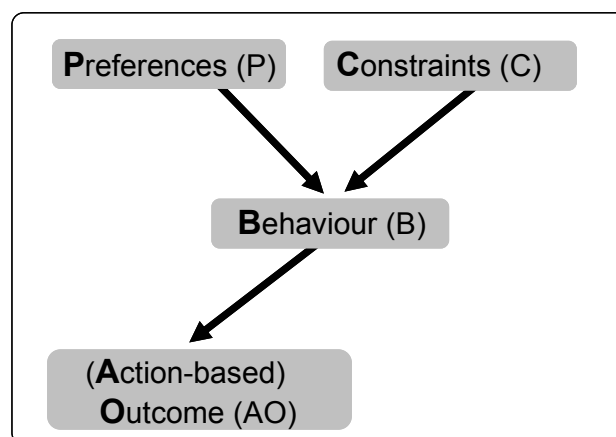 Preferences (P)
Constraints (C)
Behaviour (B)
(Action-based)
Outcome (AO)